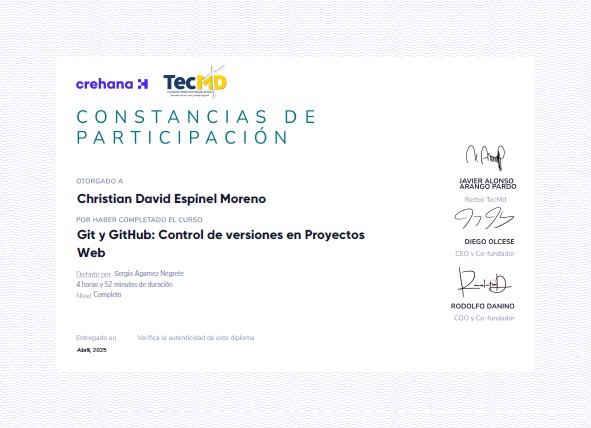 crehana
TecMD
CONSTANCIAS DE
PARTICIPACIÓN
OTORGADO A
Christian David Espinel Moreno
POR HABER COMPLETADO EL CURSO
Git y GitHub: Control de versiones en Proyectos
Web
Dictado por Sergio Agamez Negrete
4 horas y 52 minutos de duración
Nivel Completo
Entregado en Verifica la autenticidad de este diploma
Abril, 2025
JAVIER ALONSO
ARANGO PARDO
Rector TecMd
DIEGO OLCESE
CEO y Co-fundador
RODOLFO DANINO
COO y Co-fundador